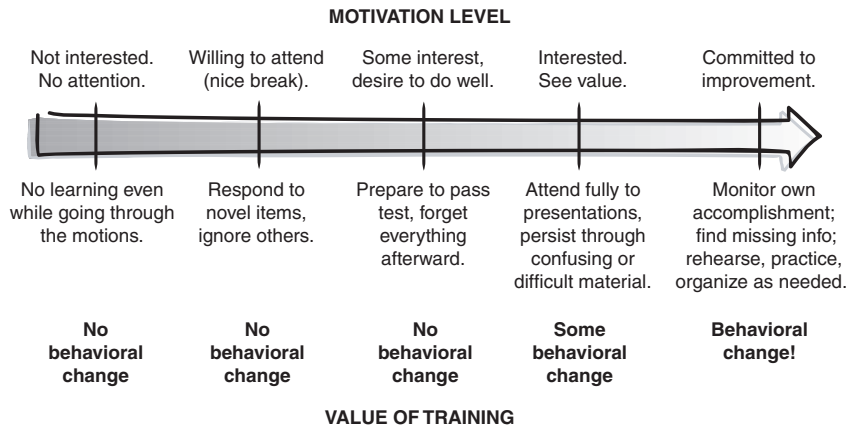 MOTIVATION LEVEL
Not interested.
No attention.
Willing to attend
(nice break).
Some interest,
desire to do well.
Interested.
See value.
Committed to
improvement.
No learning even
while going through
the motions.
Respond to
novel items,
ignore others.
Prepare to pass
test, forget
everything
afterward.
Attend fully to
presentations,
persist through
confusing or
difficult material.
Monitor own
accomplishment;
find missing info;
rehearse, practice,
organize as needed.
No
behavioral
change
No
behavioral
change
No
behavioral
change
Some
behavioral
change
Behavioral
change!
VALUE OF TRAINING